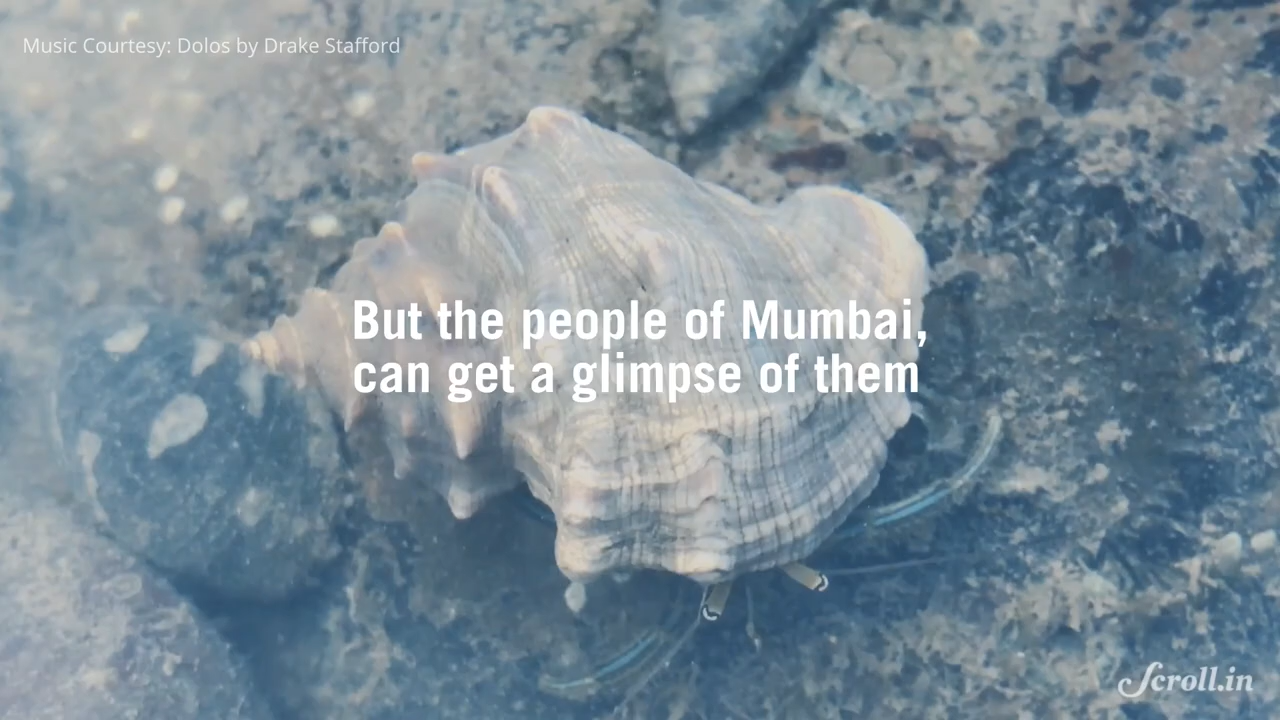 Music Courtesy: Dolos by Drake Stafford
But the people of Mumbai,
can get a glimpse of them
Scroll.in